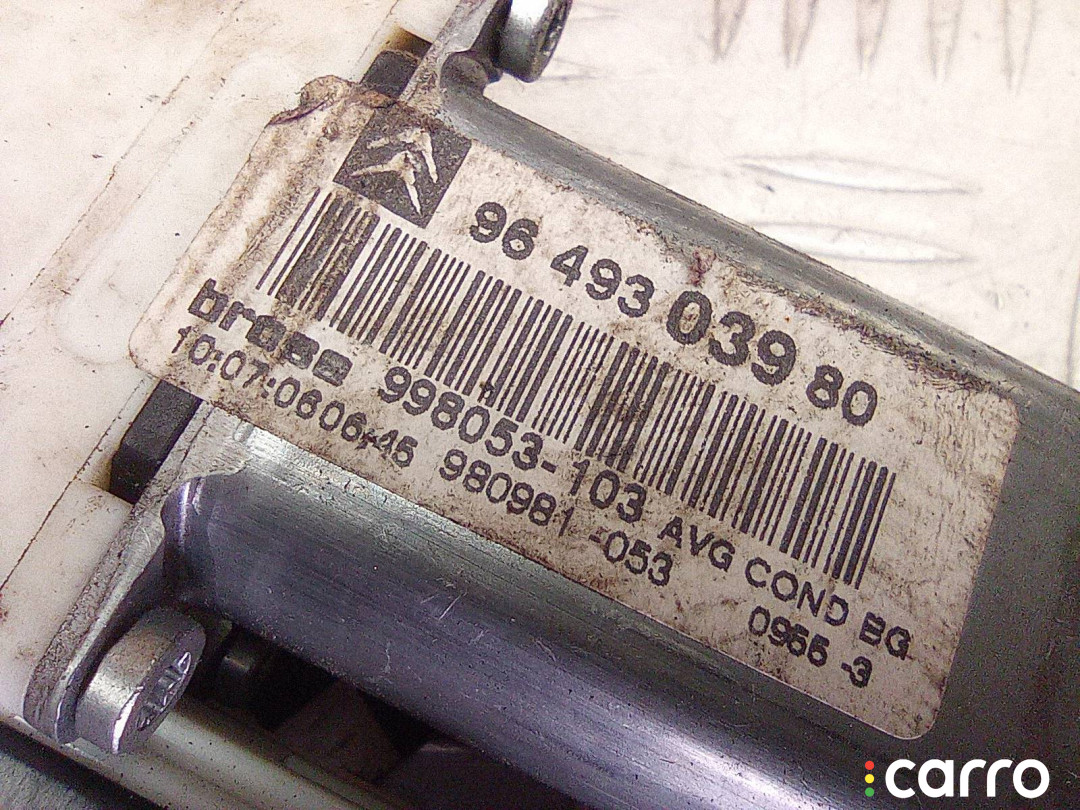 96 493 039 80
brose 998053-103 AVG COND BG
10:07:0606:45 980981-053 0955-3
carro